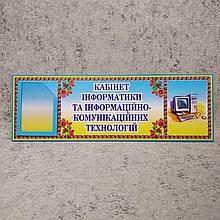 КАБІНЕТ
ІНФОРМАТИКИ
ТА ІНФОРМАЦІЙНО-
КОМУНІКАЦІЙНИХ
ТЕХНОЛОГІЙ